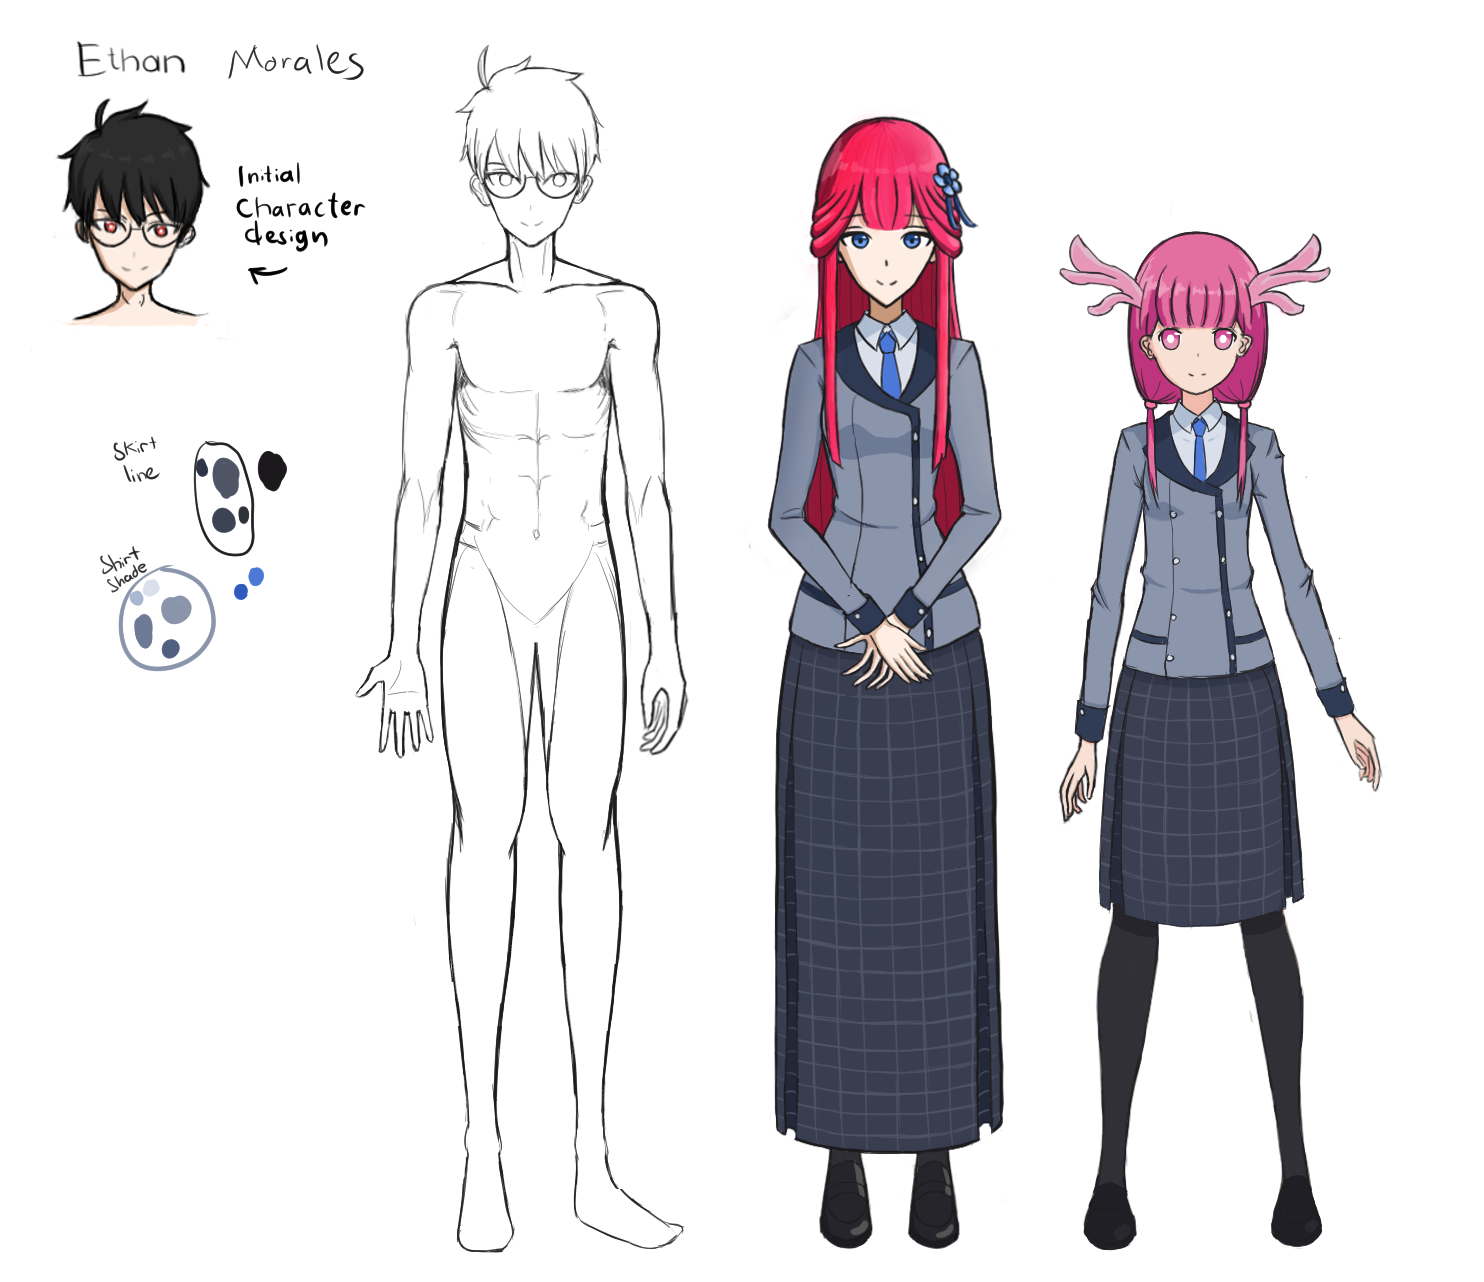 Ethan Morales
Initial
Character
design
Skirt
line
Shirt
shade